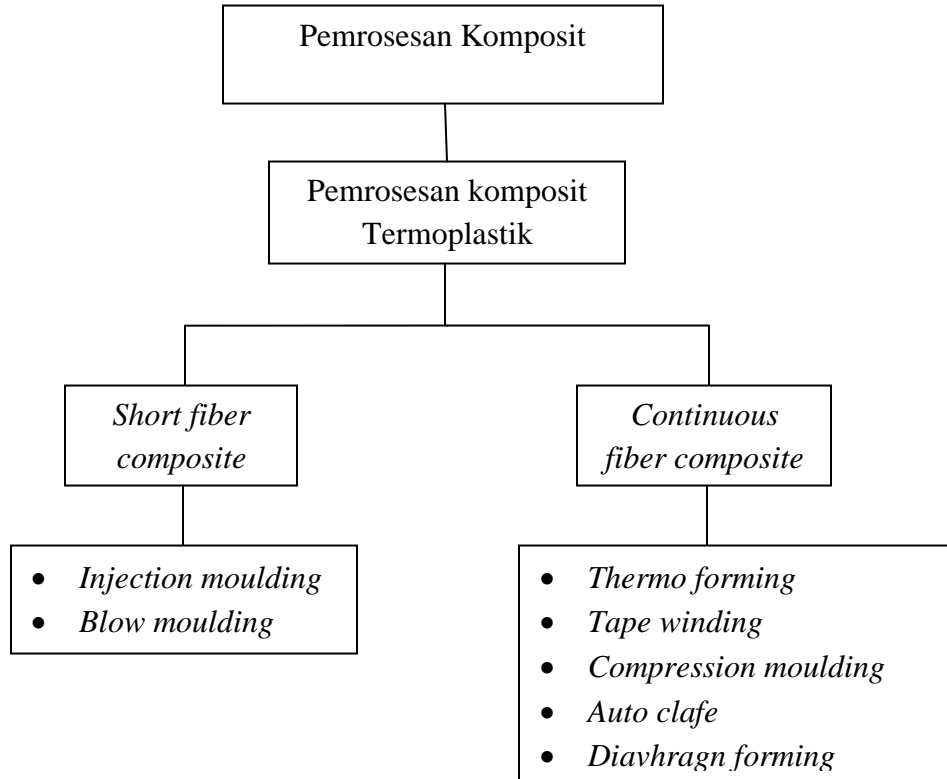 Pemrosesan Komposit
Pemrosesan komposit
Termoplastik
Short fiber
composite
Continuous
fiber composite
• Injection moulding
• Blow moulding
• Thermo forming
• Tape winding
• Compression moulding
• Auto clafe
• Diavhragn forming